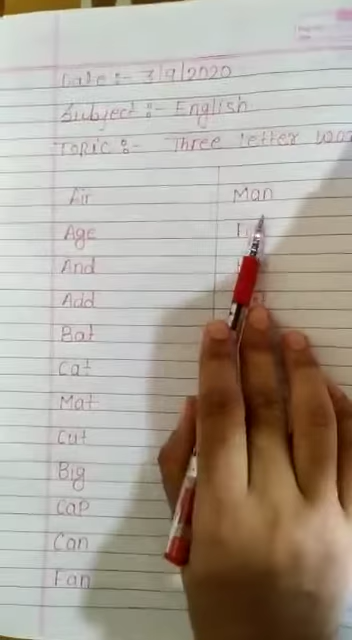 Date :- 3/9/2020
Subject :- English
Topic :- Three letter
Air
Age
And
Add
Bat
Cat
Mat
Cut
Big
Cap
Can
Fan
Man